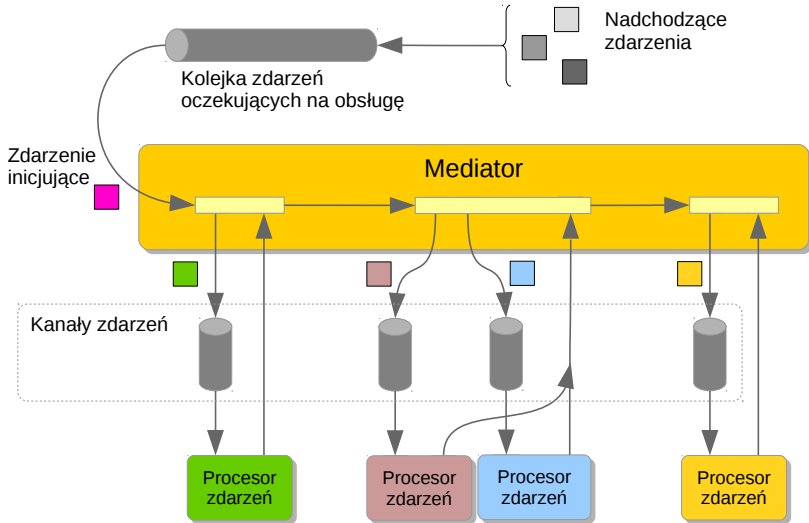 Nadchodzące
zdarzenia
Kolejka zdarzeń
oczekujących na obsługę
Zdarzenie
inicjujące
Mediator
Kanały zdarzeń
Procesor
zdarzeń
Procesor
zdarzeń
Procesor
zdarzeń
Procesor
zdarzeń